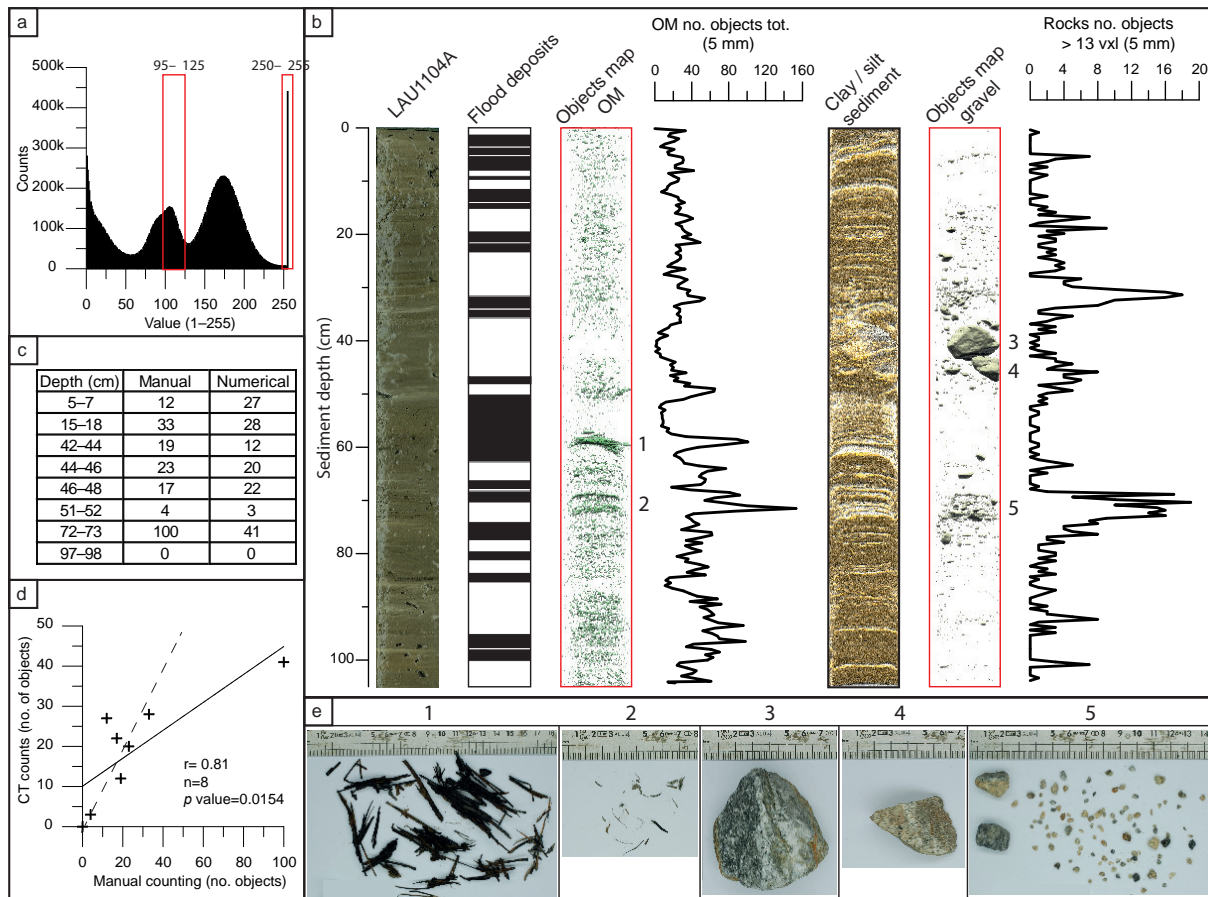 a
95– 125
250– 255
500k
400k
300k
200k
100k
0
Counts
0 50 100 150 200 250
Value (1–255)
b
LAU1104A
Flood deposits
Objects map
OM
OM no. objects tot.
(5 mm)
0 40 80 120 160
Clay / silt
sediment
Objects map
gravel
Rocks no. objects
> 13 vxl (5 mm)
0 4 8 12 16 20
0
20
40
60
80
100
Sediment depth (cm)
1
2
3
4
5
c
Depth (cm) Manual Numerical
5–7 12 27
15–18 33 28
42–44 19 12
44–46 23 20
46–48 17 22
51–52 4 3
72–73 100 41
97–98 0 0
d
50
40
30
20
10
0
CT counts (no. of objects)
r= 0.81
n=8
p value=0.0154
0 20 40 60 80 100
Manual counting (no. objects)
e
1 2 3 4 5